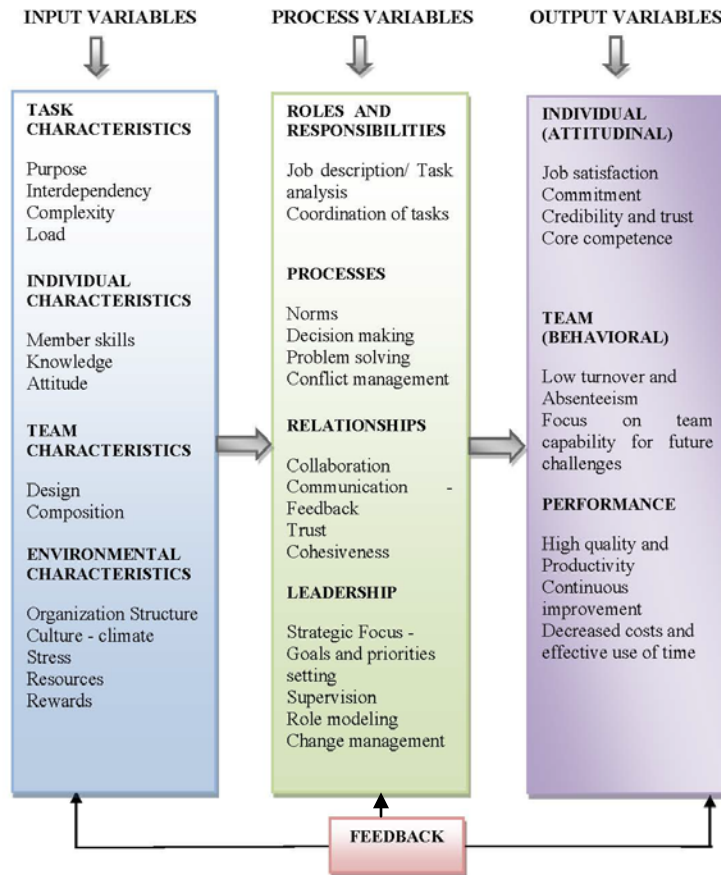 INPUT VARIABLES
TASK
CHARACTERISTICS
Purpose
Interdependency
Complexity
Load
INDIVIDUAL
CHARACTERISTICS
Member skills
Knowledge
Attitude
TEAM
CHARACTERISTICS
Design
Composition
ENVIRONMENTAL
CHARACTERISTICS
Organization Structure
Culture - climate
Stress
Resources
Rewards
PROCESS VARIABLES
ROLES AND
RESPONSIBILITIES
Job description/ Task
analysis
Coordination of tasks
PROCESSES
Norms
Decision making
Problem solving
Conflict management
RELATIONSHIPS
Collaboration
Communication -
Feedback
Trust
Cohesiveness
LEADERSHIP
Strategic Focus -
Goals and priorities
setting
Supervision
Role modeling
Change management
OUTPUT VARIABLES
INDIVIDUAL
(ATTITUDINAL)
Job satisfaction
Commitment
Credibility and trust
Core competence
TEAM
(BEHAVIORAL)
Low turnover and
Absenteeism
Focus on team
capability for future
challenges
PERFORMANCE
High quality and
Productivity
Continuous
improvement
Decreased costs and
effective use of time
FEEDBACK